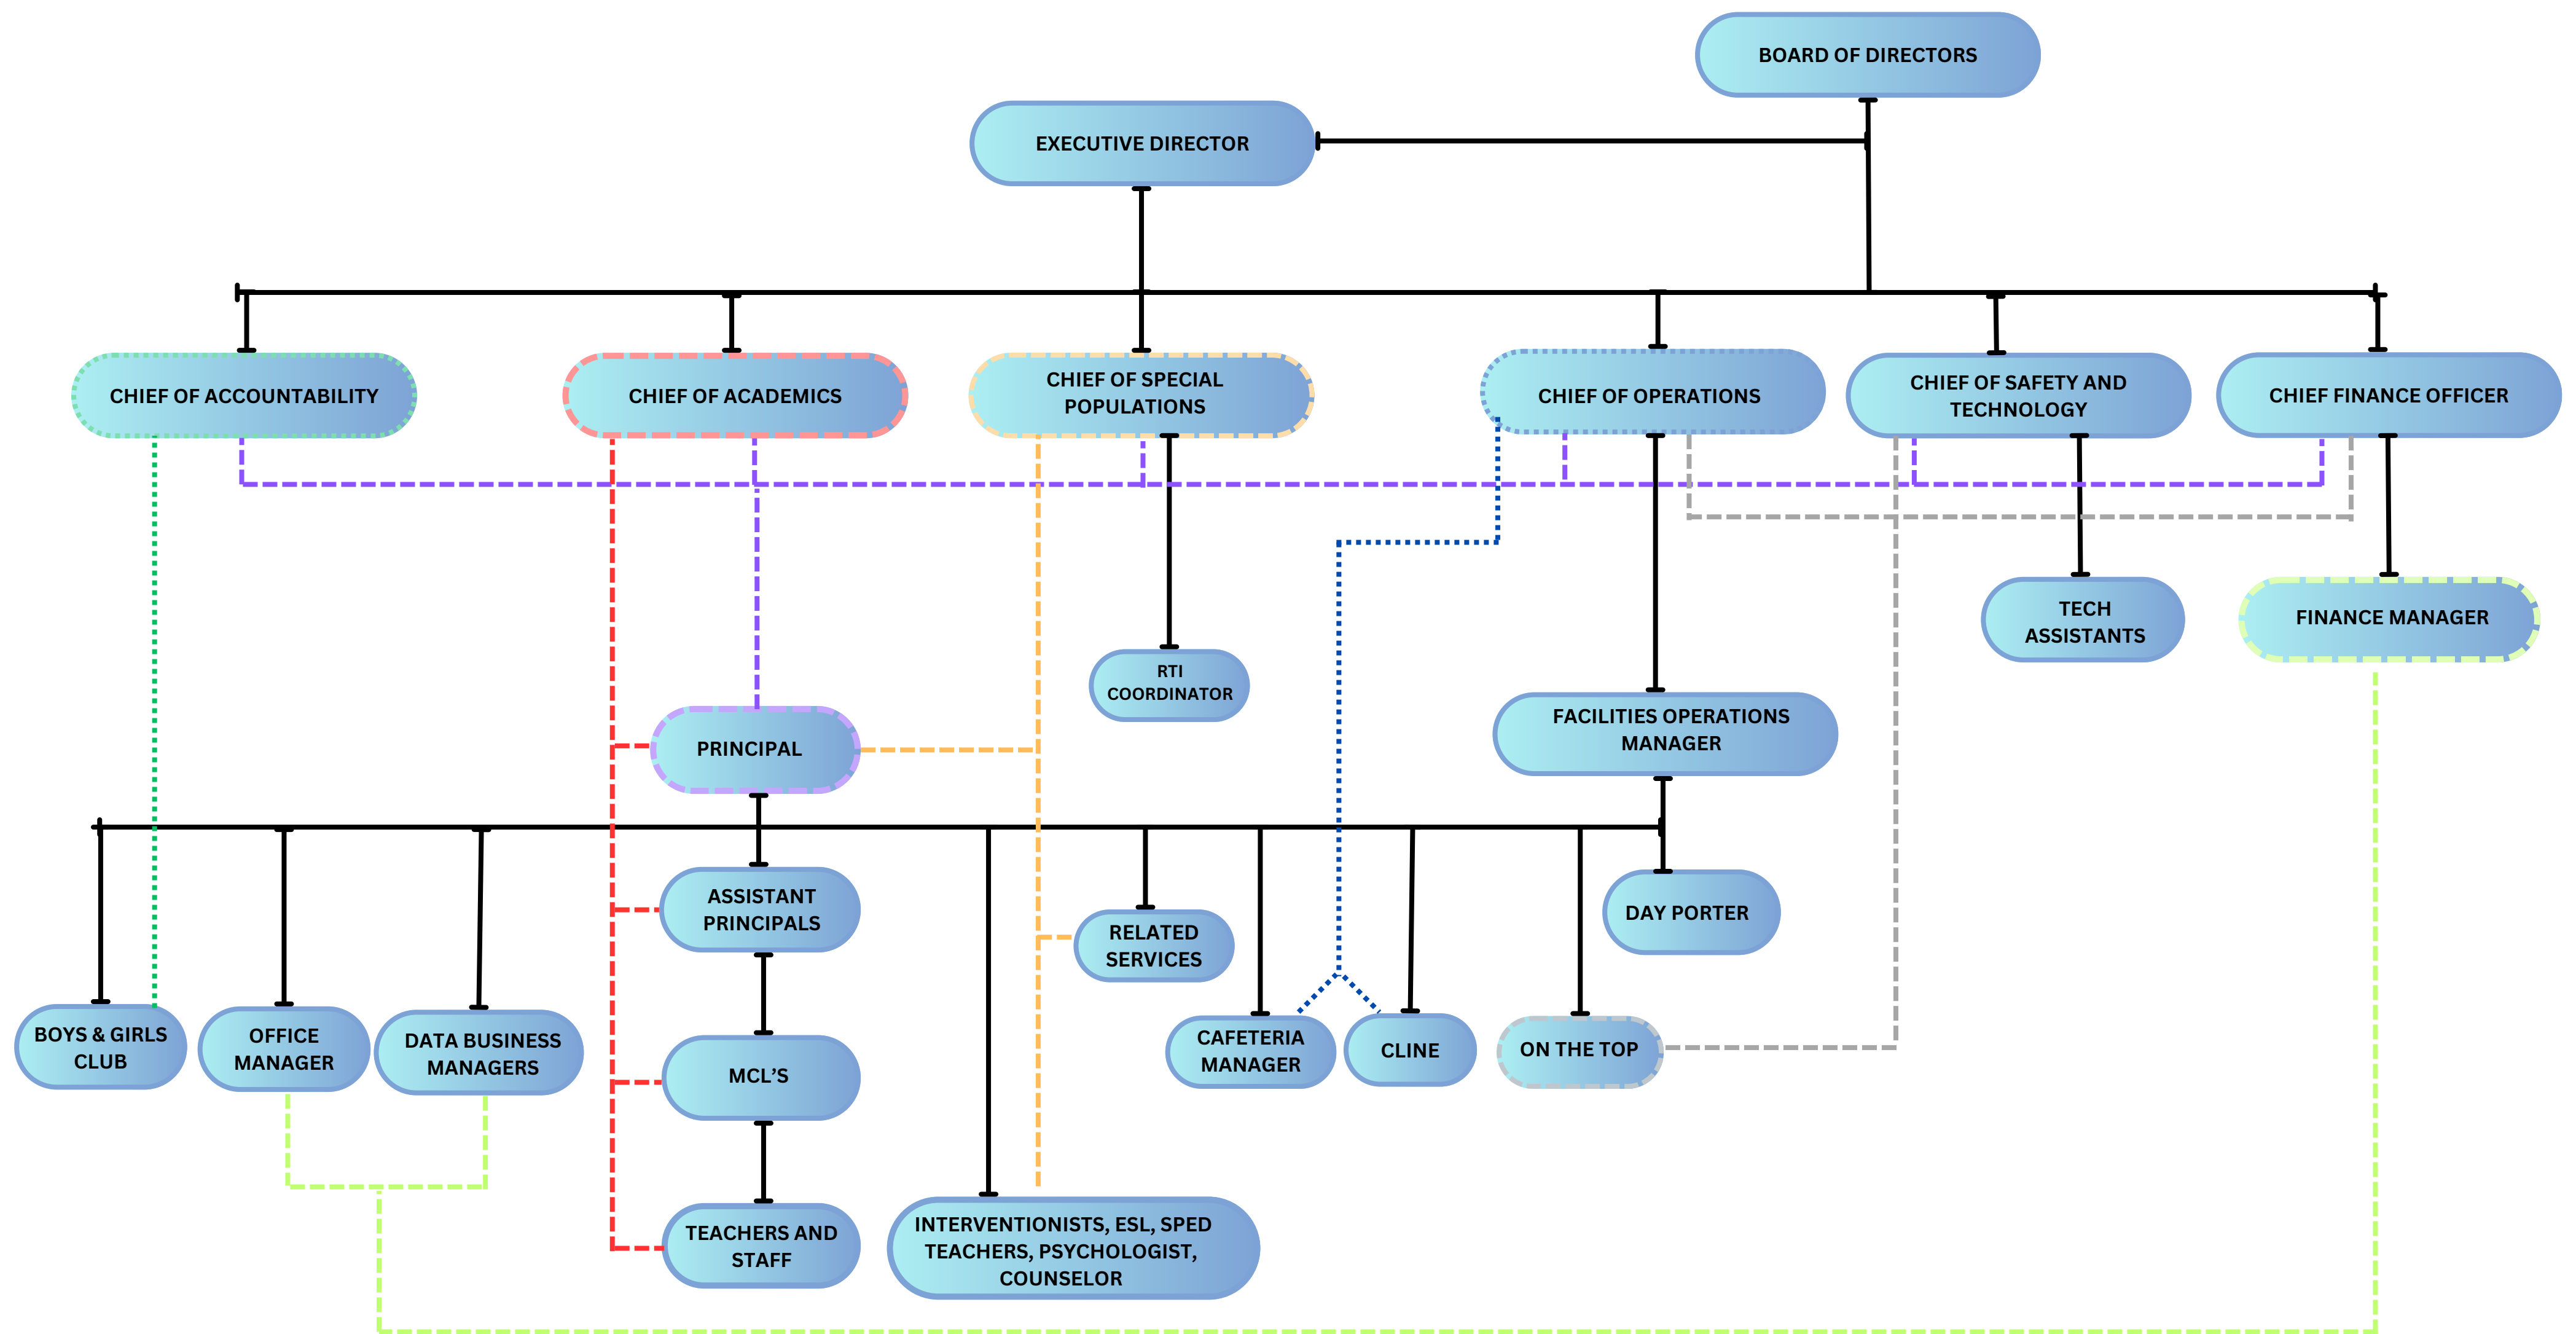 BOARD OF DIRECTORS
EXECUTIVE DIRECTOR
CHIEF OF ACCOUNTABILITY
CHIEF OF ACADEMICS
CHIEF OF SPECIAL
POPULATIONS
CHIEF OF OPERATIONS
CHIEF OF SAFETY AND
TECHNOLOGY
CHIEF FINANCE OFFICER
TECH
ASSISTANTS
FINANCE MANAGER
RTI
COORDINATOR
PRINCIPAL
FACILITIES OPERATIONS
MANAGER
ASSISTANT
PRINCIPALS
DAY PORTER
RELATED
SERVICES
BOYS & GIRLS
CLUB
OFFICE
MANAGER
DATA BUSINESS
MANAGERS
MCL’S
CAFETERIA
MANAGER
CLINE
ON THE TOP
TEACHERS AND
STAFF
INTERVENTIONISTS, ESL, SPED
TEACHERS, PSYCHOLOGIST,
COUNSELOR